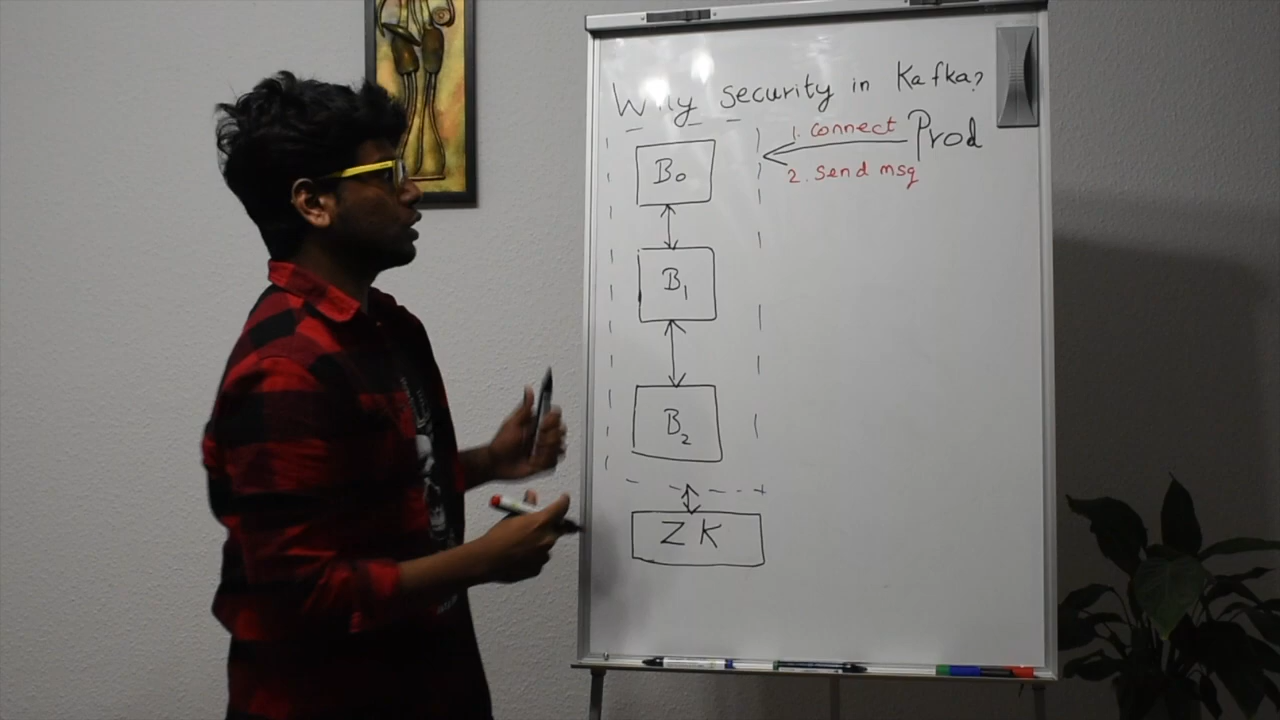 Why security in Kafka?
1. connect Prod
2. send msg
B0
B1
B2
ZK